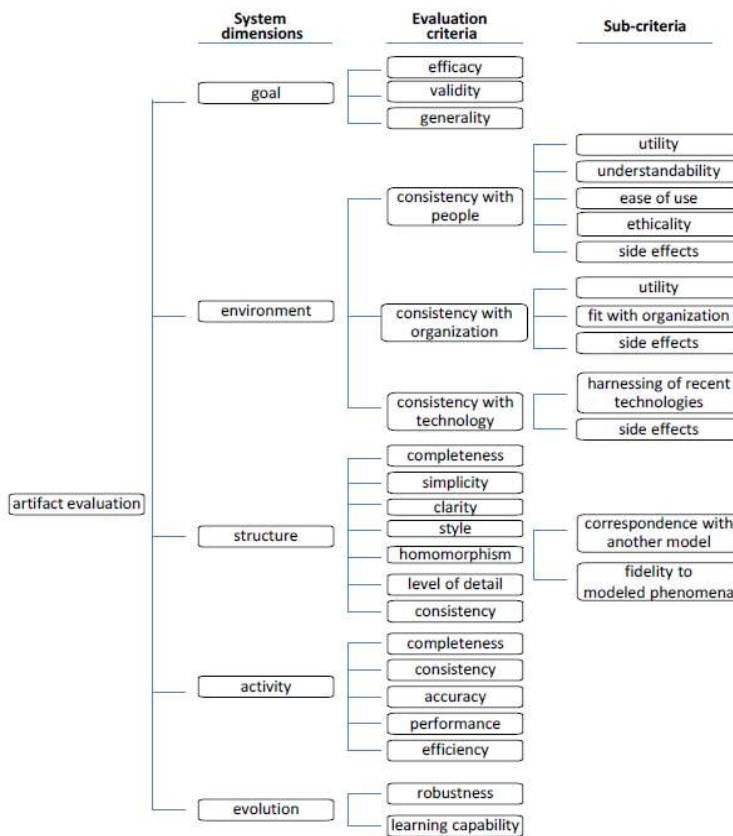 System
dimensions
Evaluation
criteria
Sub-criteria
artifact evaluation
goal
efficacy
validity
generality
environment
consistency with
people
utility
understandability
ease of use
ethicality
side effects
consistency with
organization
utility
fit with organization
side effects
consistency with
technology
harnessing of recent
technologies
side effects
structure
completeness
simplicity
clarity
style
homomorphism
correspondence with
another model
fidelity to
modeled phenomena
level of detail
consistency
activity
completeness
consistency
accuracy
performance
efficiency
evolution
robustness
learning capability